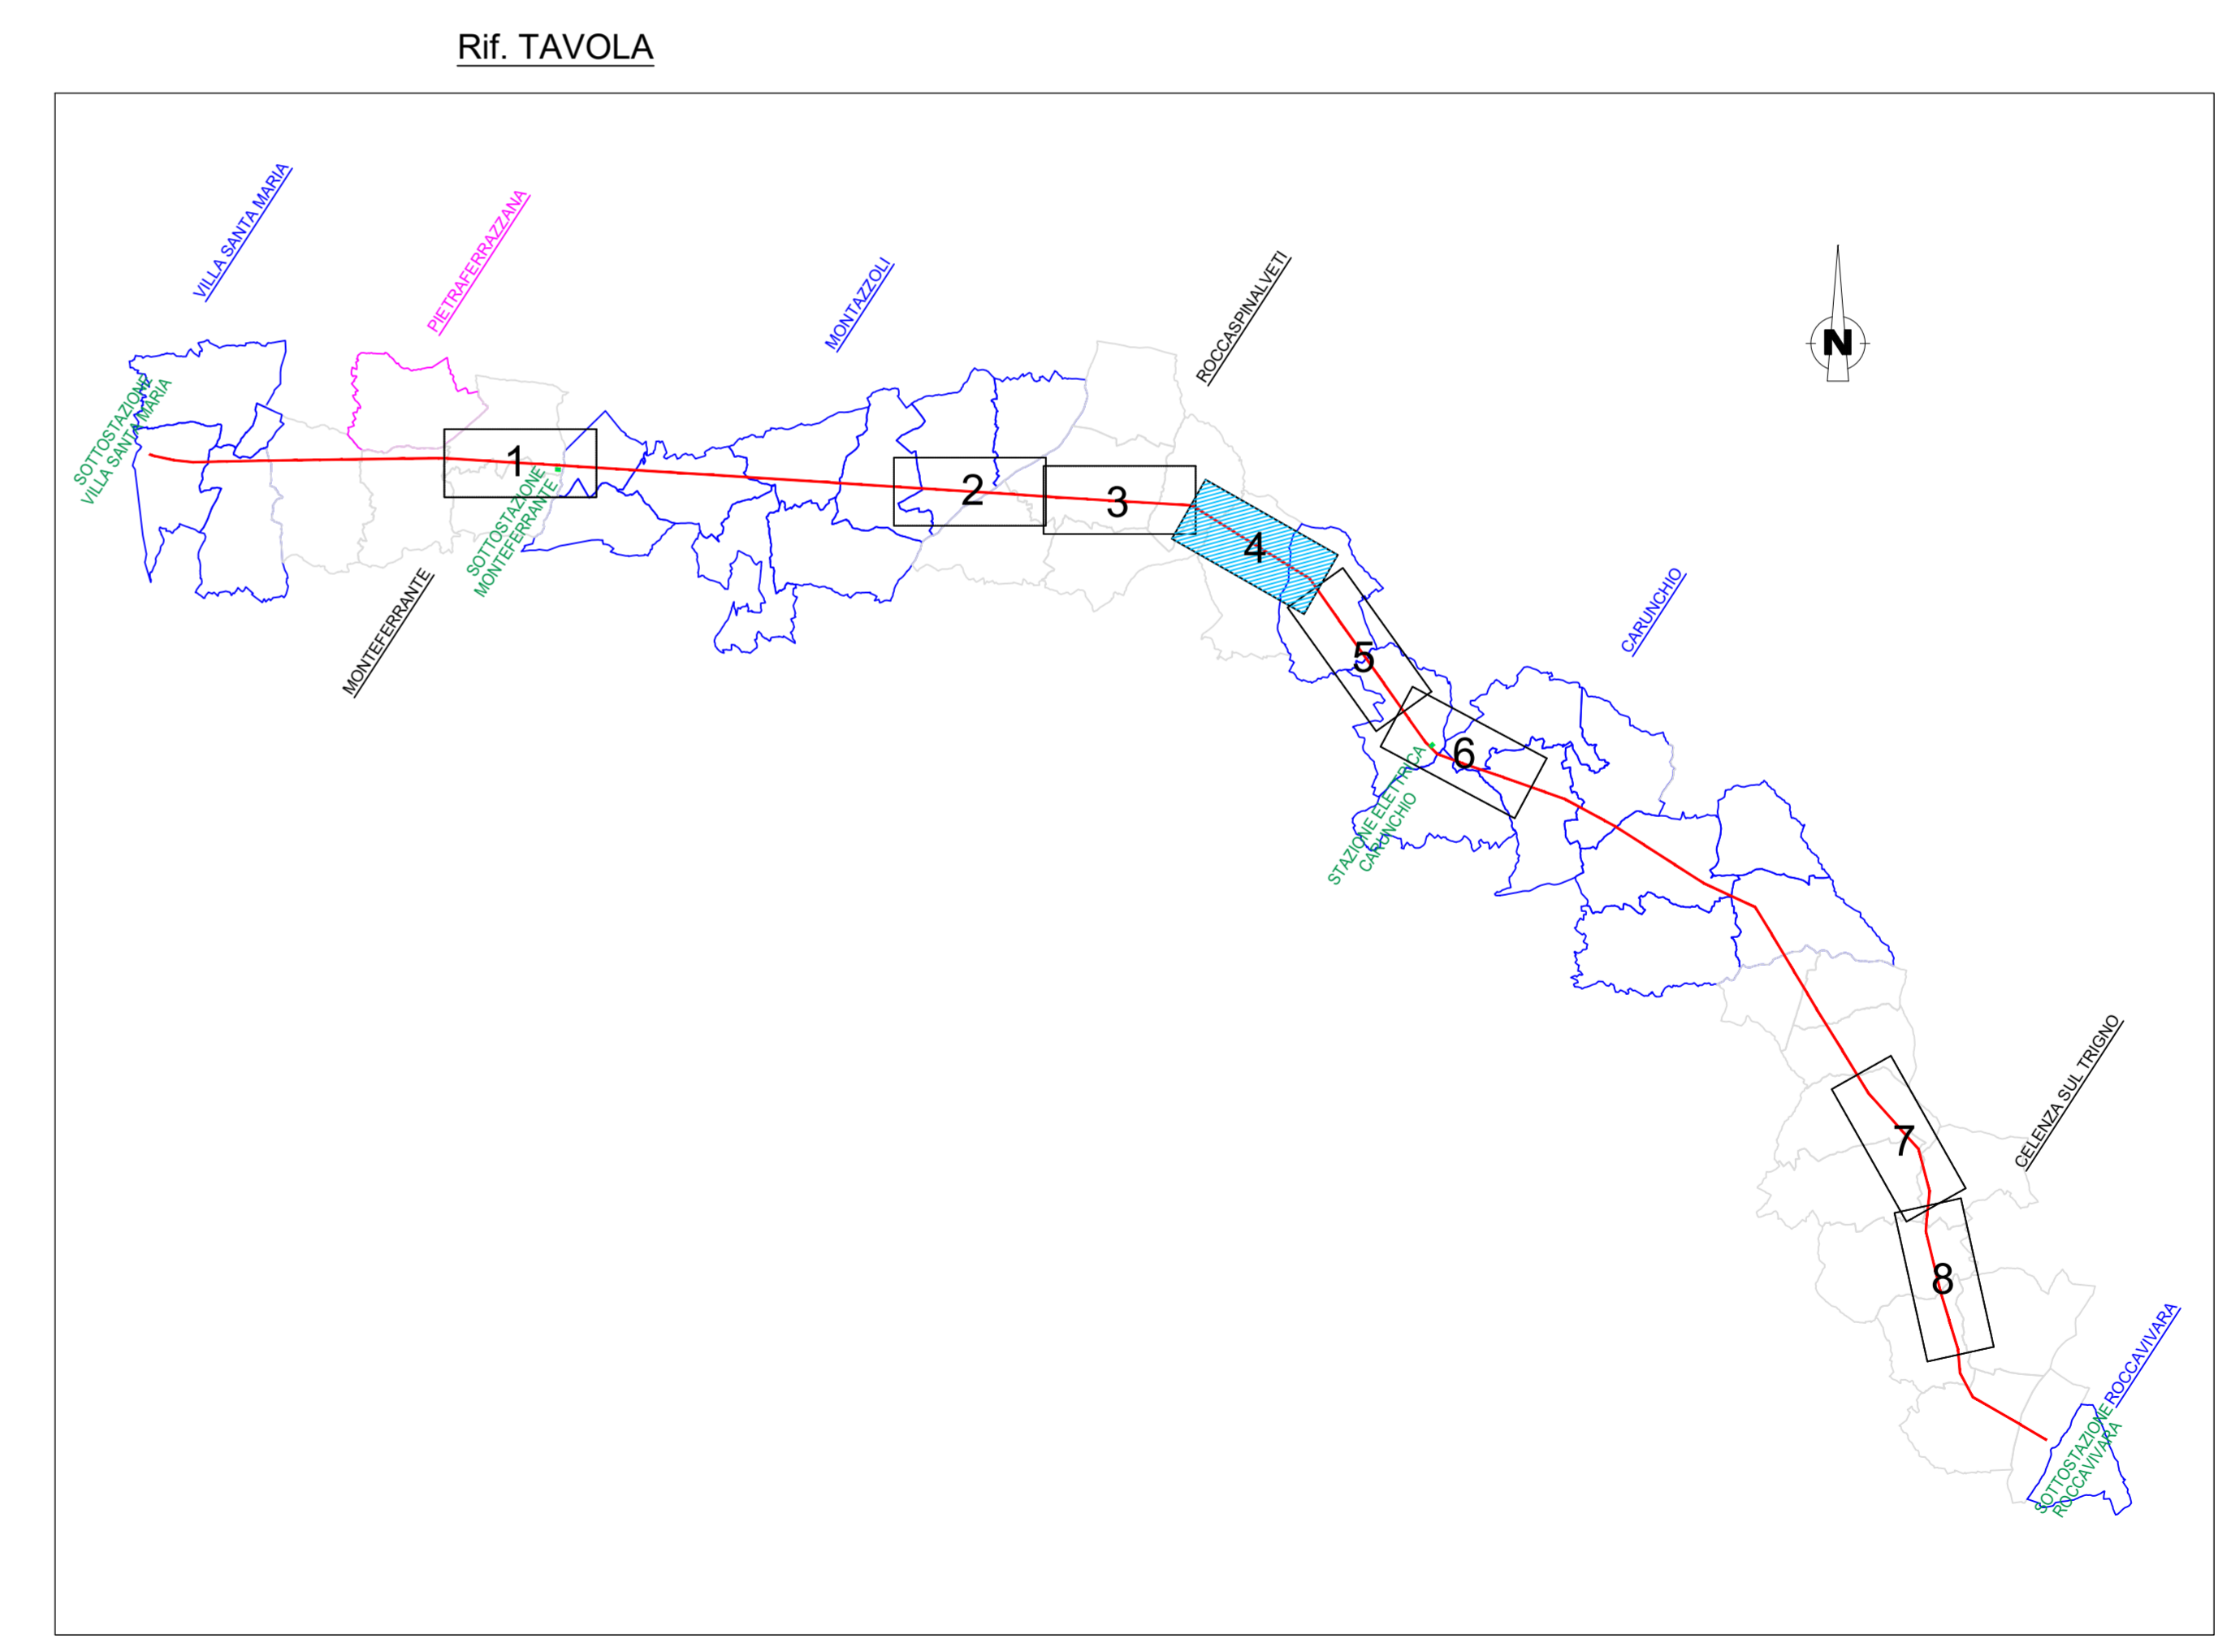 Rif. TAVOLA
VILLA SANTA MARIA
PIETRAFERRAZZANA
MONTAZZOLI
ROCCASPINALVETI
N
SOTTOSTAZIONE
VILLA SANTA MARIA
1
2
3
4
SOTTOSTAZIONE
MONTEFERRANTE
MONTEFERRANTE
CARUNCHIO
5
6
STAZIONE ELETTRICA
CARUNCHIO
CELENZA SUL TRIGNO
7
8
ROCCAVIVARA
SOTTOSTAZIONE
ROCCAVIVARA